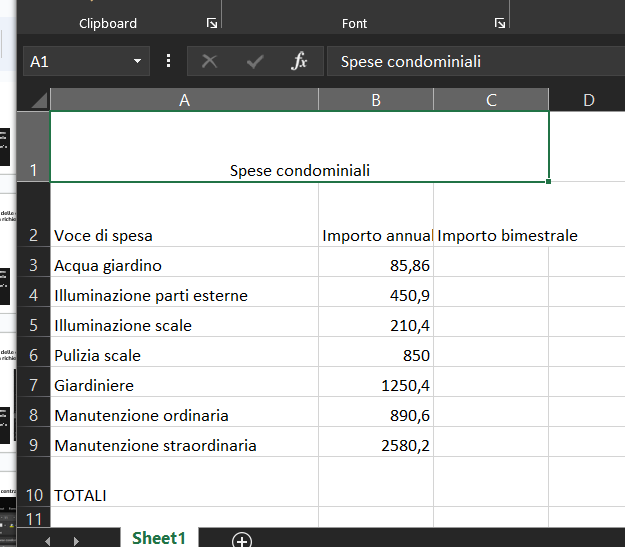 Clipboard Font
A1 fx Spese condominiali
A B C D
1 Spese condominiali
2 Voce di spesa Importo annual Importo bimestrale
3 Acqua giardino 85,86
4 Illuminazione parti esterne 450,9
5 Illuminazione scale 210,4
6 Pulizia scale 850
7 Giardiniere 1250,4
8 Manutenzione ordinaria 890,6
9 Manutenzione straordinaria 2580,2
10 TOTALI
11
Sheet1